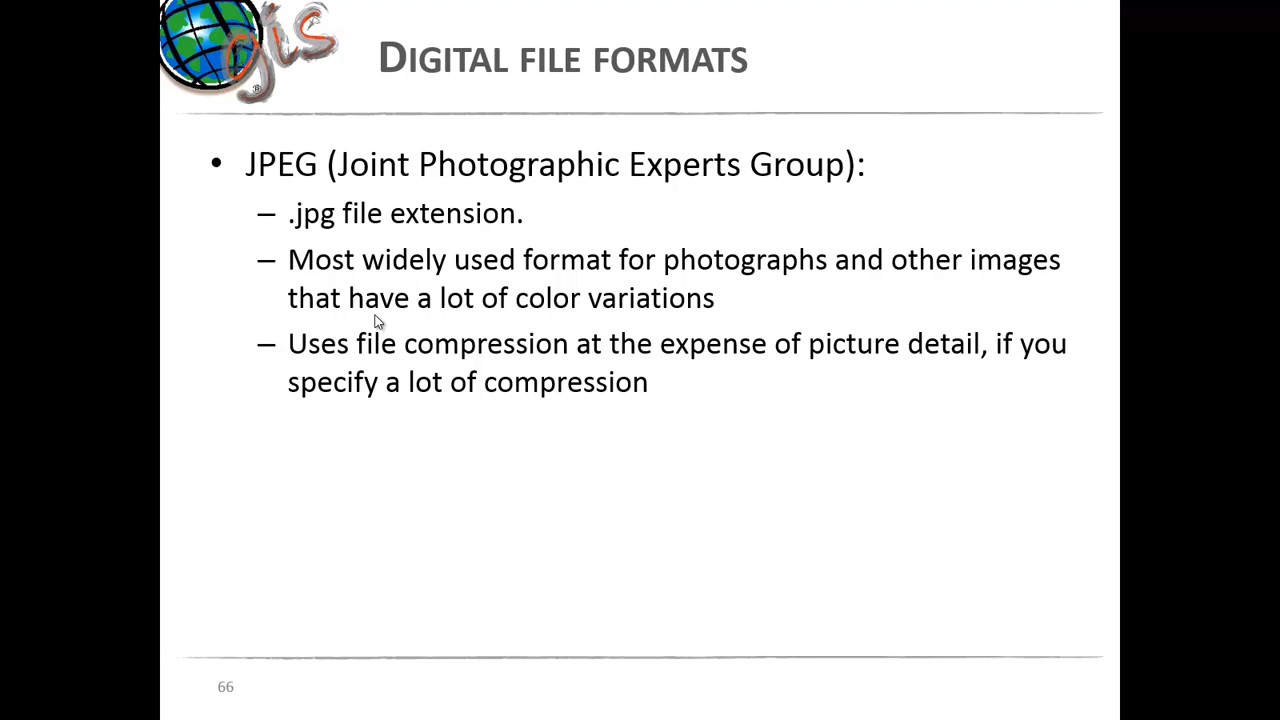 gis
DIGITAL FILE FORMATS
• JPEG (Joint Photographic Experts Group):
– .jpg file extension.
– Most widely used format for photographs and other images
that have a lot of color variations
– Uses file compression at the expense of picture detail, if you
specify a lot of compression
66